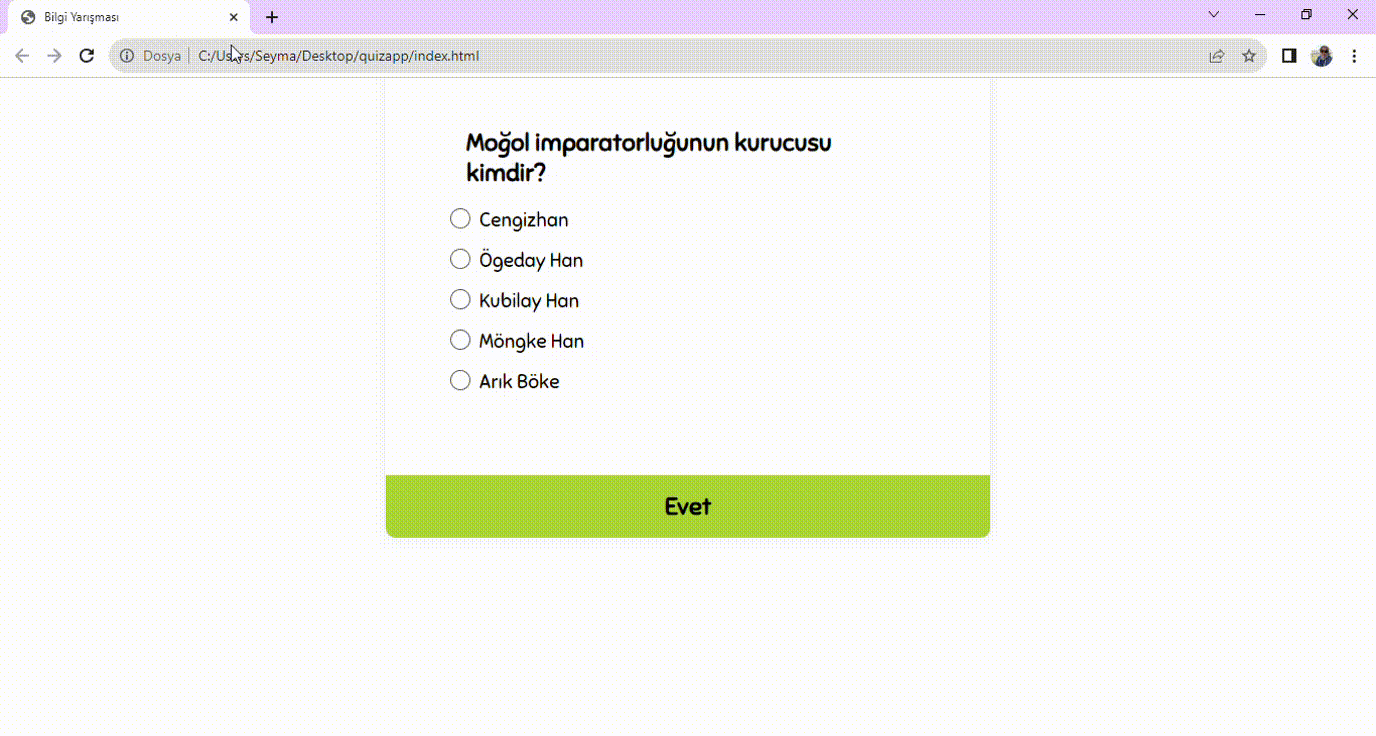 Bilgi Yarışması
Dosya C:/Users/Seyma/Desktop/quizapp/index.html
Moğol imparatorluğunun kurucusu
kimdir?
Cengizhan
Ögeday Han
Kubilay Han
Möngke Han
Arık Böke
Evet